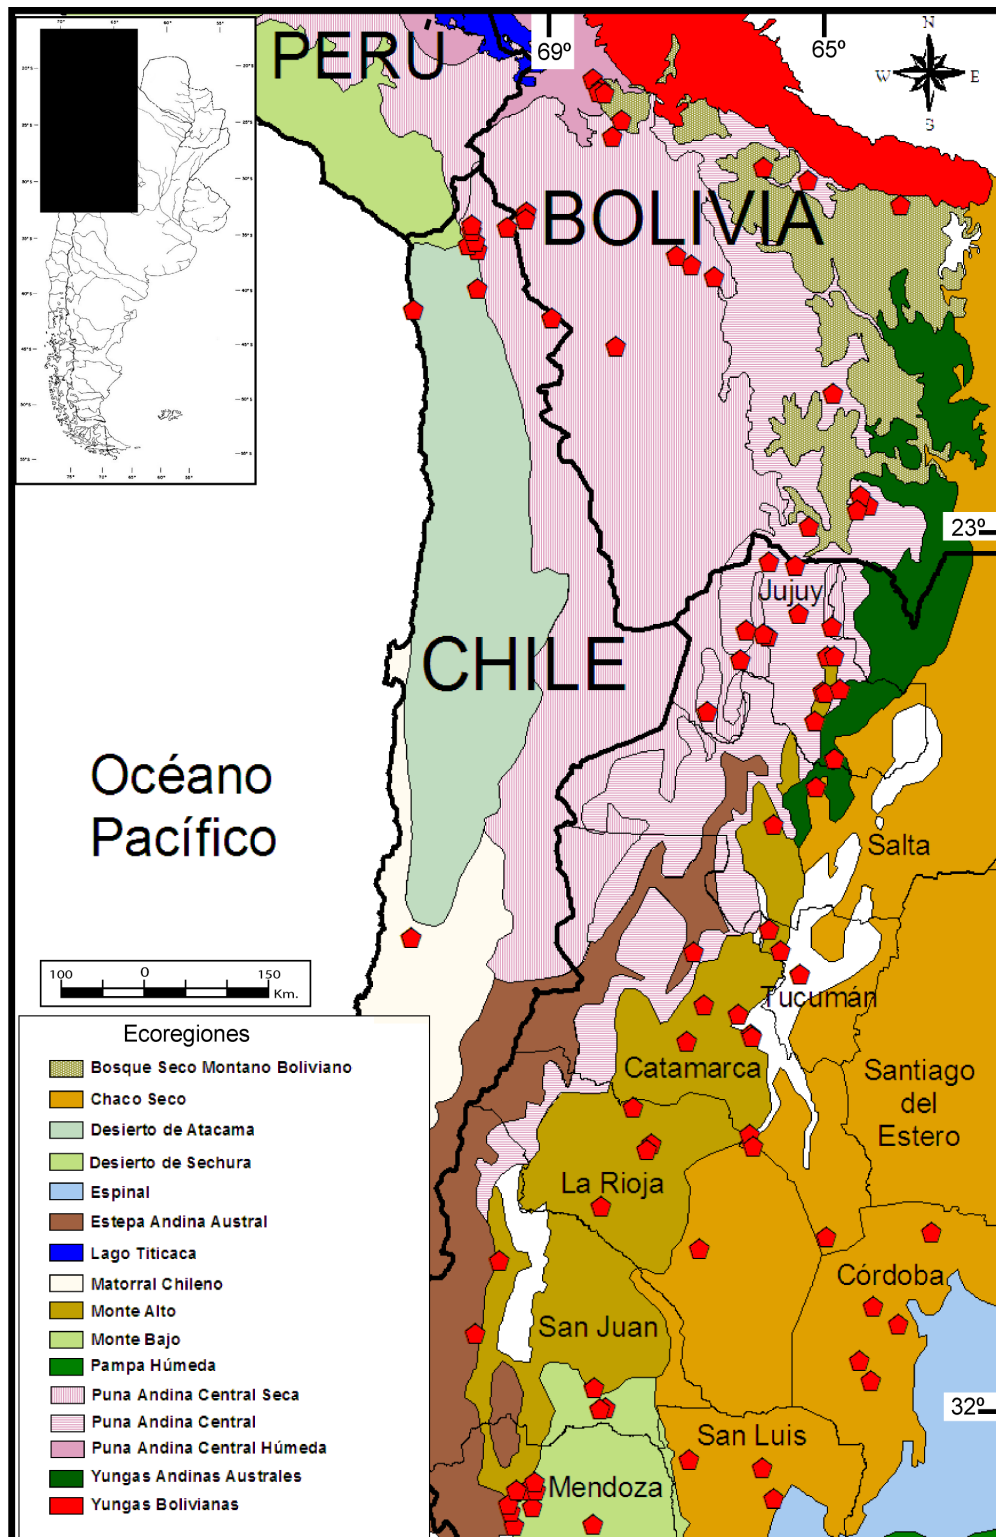 PERU
69º
65º
N
W
E
S
BOLIVIA
23º
Jujuy
CHILE
Océano
Pacífico
Salta
Tucumán
100
0
150
Km.
Catamarca
Santiago
del
Estero
La Rioja
Córdoba
San Juan
32º
San Luis
Mendoza
Ecoregiones
Bosque Seco Montano Boliviano
Chaco Seco
Desierto de Atacama
Desierto de Sechura
Espinal
Estepa Andina Austral
Lago Titicaca
Matorral Chileno
Monte Alto
Monte Bajo
Pampa Húmeda
Puna Andina Central Seca
Puna Andina Central
Puna Andina Central Húmeda
Yungas Andinas Australes
Yungas Bolivianas